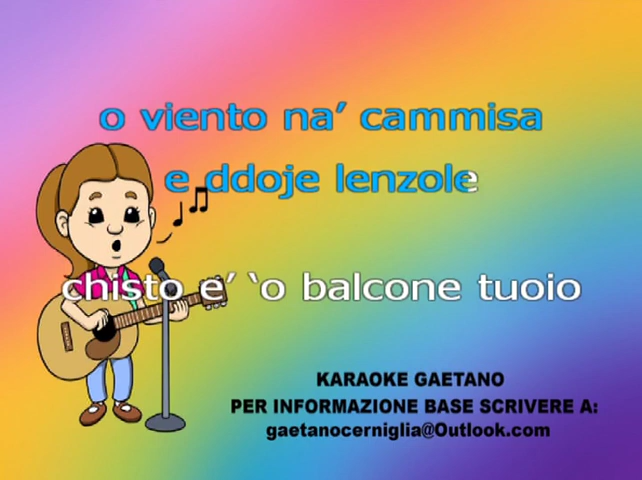 o viento na’ cammisa
e ddoje lenzole
chisto e’ ‘o balcone tuoio
KARAOKE GAETANO
PER INFORMAZIONE BASE SCRIVERE A:
gaetanocerniglia@Outlook.com